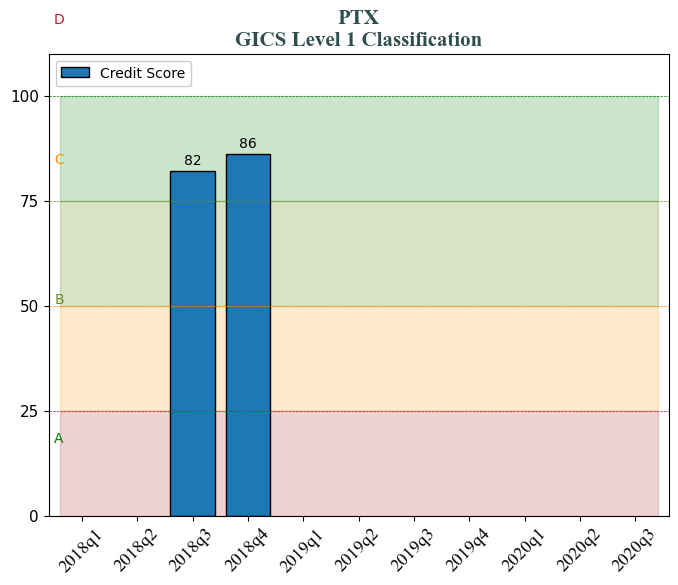 D
PTX
GICS Level 1 Classification
Credit Score
100
C
82
86
75
B
50
25
A
0
2018q1
2018q2
2018q3
2018q4
2019q1
2019q2
2019q3
2019q4
2020q1
2020q2
2020q3